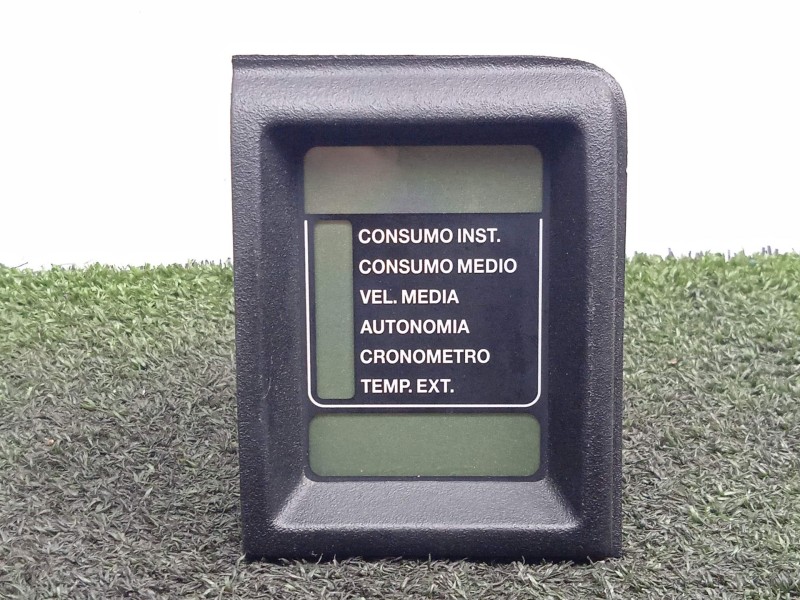 CONSUMO INST.
CONSUMO MEDIO
VEL. MEDIA
AUTONOMIA
CRONOMETRO
TEMP. EXT.